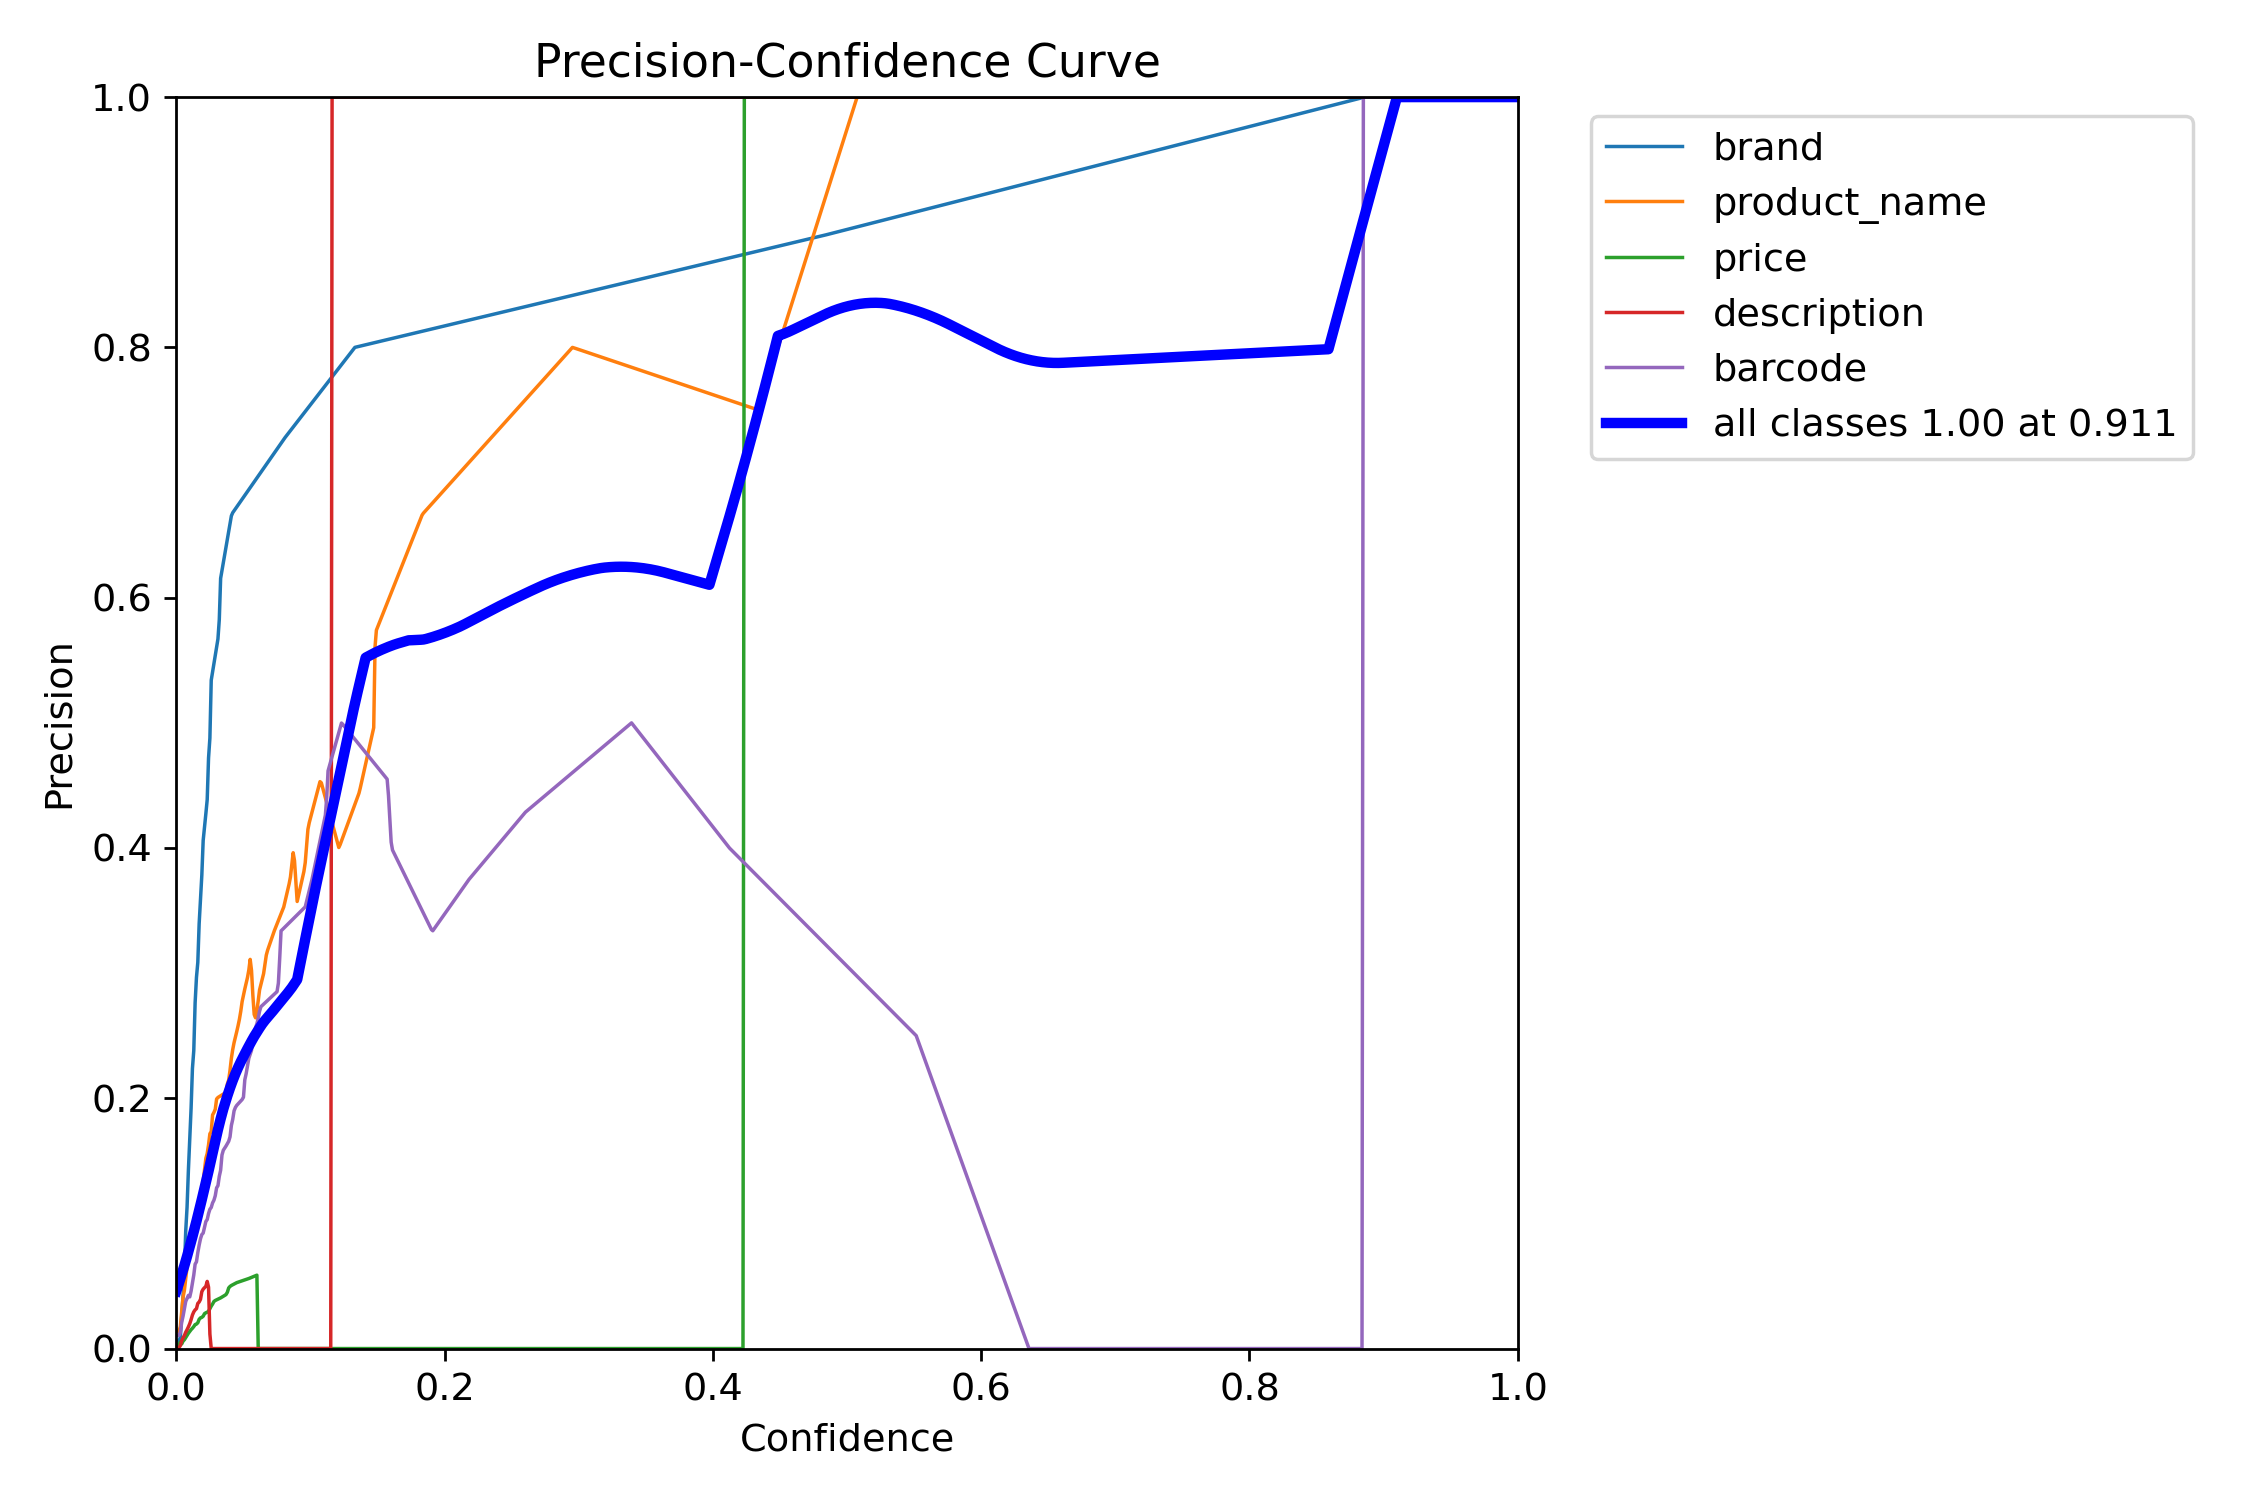 Precision-Confidence Curve
1.0
0.8
0.6
0.4
0.2
0.0
Precision
0.0 0.2 0.4 0.6 0.8 1.0
Confidence
brand
product_name
price
description
barcode
all classes 1.00 at 0.911